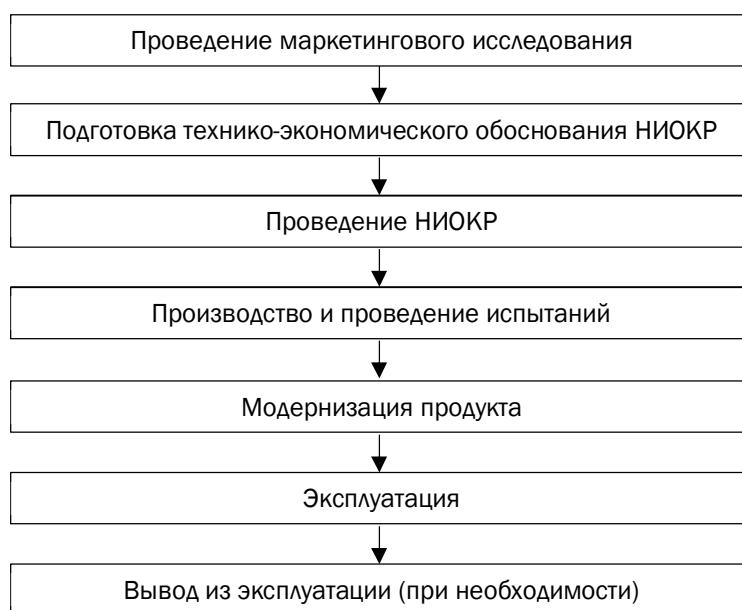 Проведение маркетингового исследования
Подготовка технико-экономического обоснования НИОКР
Проведение НИОКР
Производство и проведение испытаний
Модернизация продукта
Эксплуатация
Вывод из эксплуатации (при необходимости)